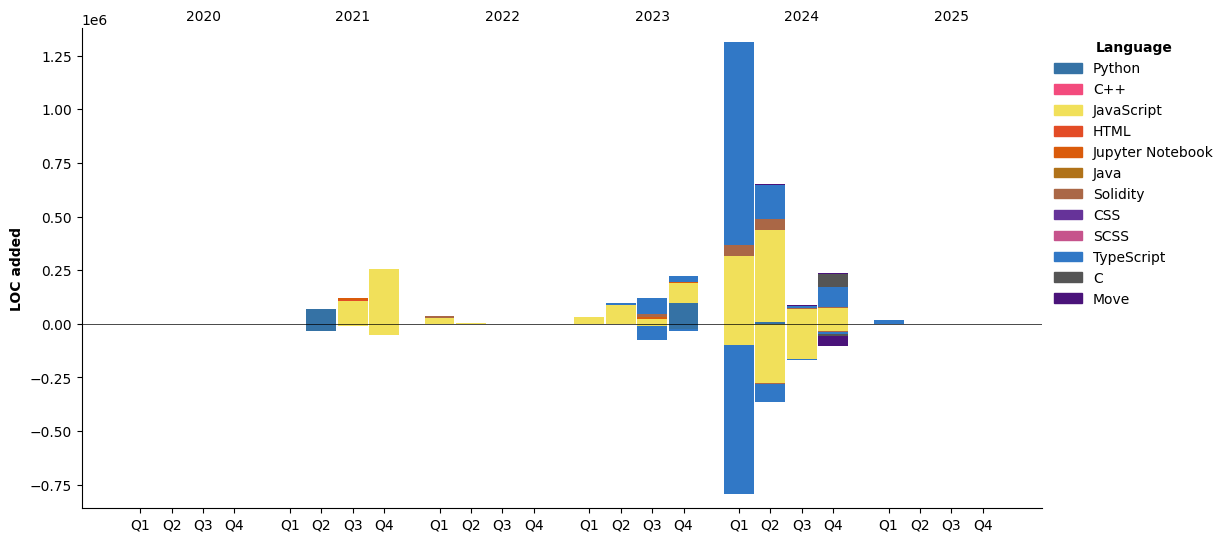 2020 2021 2022 2023 2024 2025
1e6
Language
Python
C++
JavaScript
HTML
Jupyter Notebook
Java
Solidity
CSS
SCSS
TypeScript
C
Move
LOC added
1.25
1.00
0.75
0.50
0.25
0.00
−0.25
−0.50
−0.75
Q1 Q2 Q3 Q4 Q1 Q2 Q3 Q4 Q1 Q2 Q3 Q4 Q1 Q2 Q3 Q4 Q1 Q2 Q3 Q4 Q1 Q2 Q3 Q4